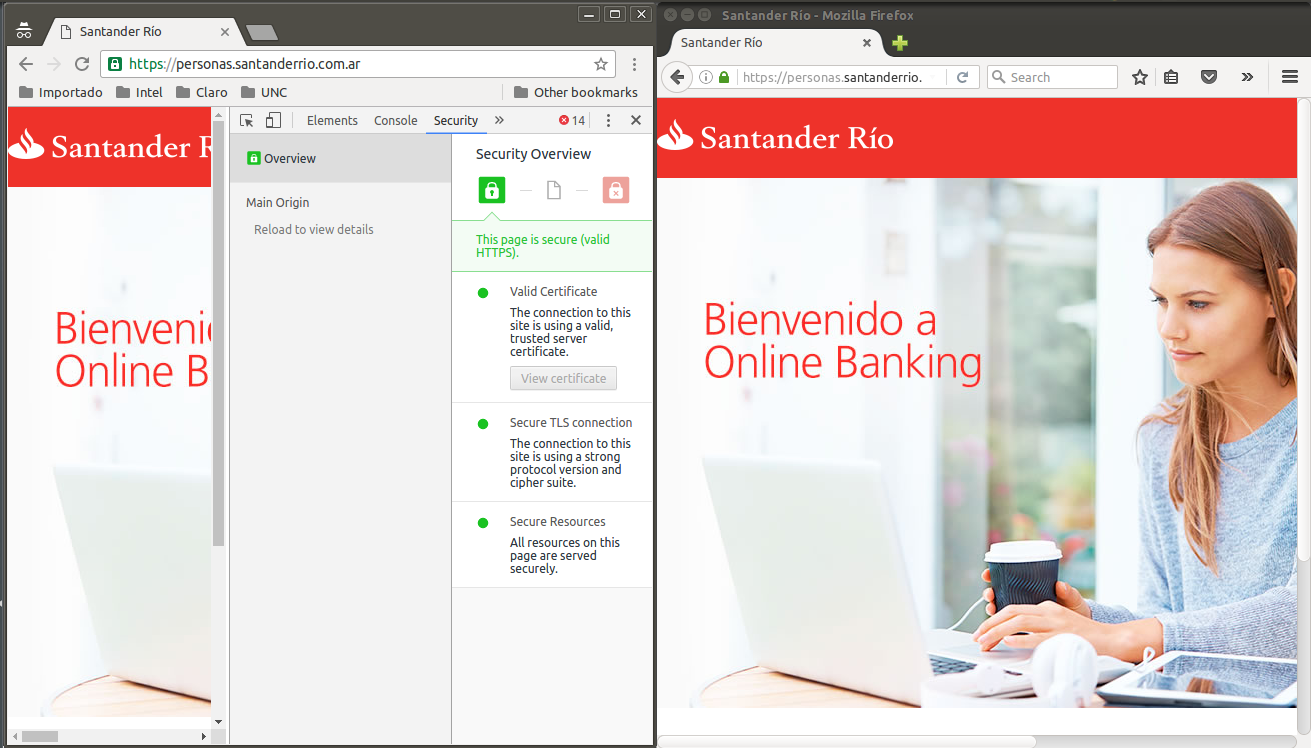 Santander Río
https://personas.santanderrio.com.ar
Importado
Intel
Claro
UNC
Other bookmarks
Santander R
Bienveni
Online B
Elements
Console
Security
14
Overview
Main Origin
Reload to view details
Security Overview
This page is secure (valid
HTTPS).
Valid Certificate
The connection to this
site is using a valid,
trusted server
certificate.
View certificate
Secure TLS connection
The connection to this
site is using a strong
protocol version and
cipher suite.
Secure Resources
All resources on this
page are served
securely.
Santander Río - Mozilla Firefox
Santander Río
https://personas.santanderrio.
Search
Santander Río
Bienvenido a
Online Banking